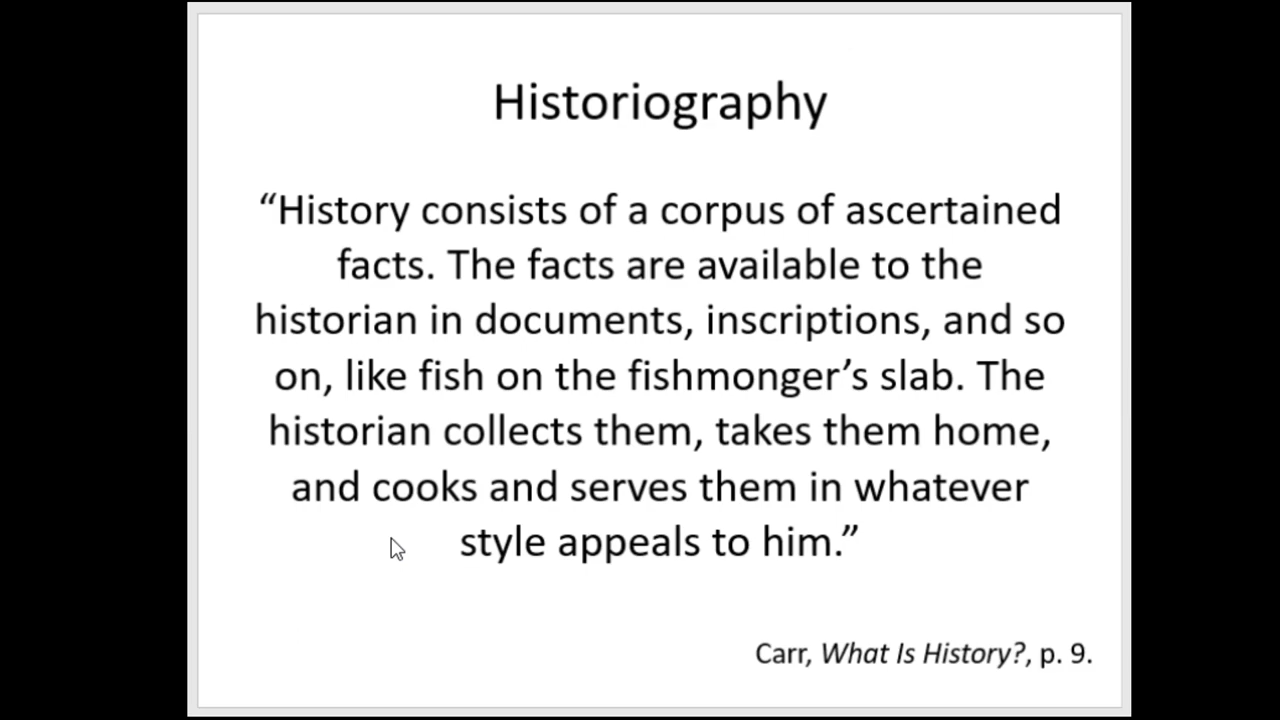 Historiography
“History consists of a corpus of ascertained
facts. The facts are available to the
historian in documents, inscriptions, and so
on, like fish on the fishmonger’s slab. The
historian collects them, takes them home,
and cooks and serves them in whatever
style appeals to him.”
Carr, What Is History?, p. 9.